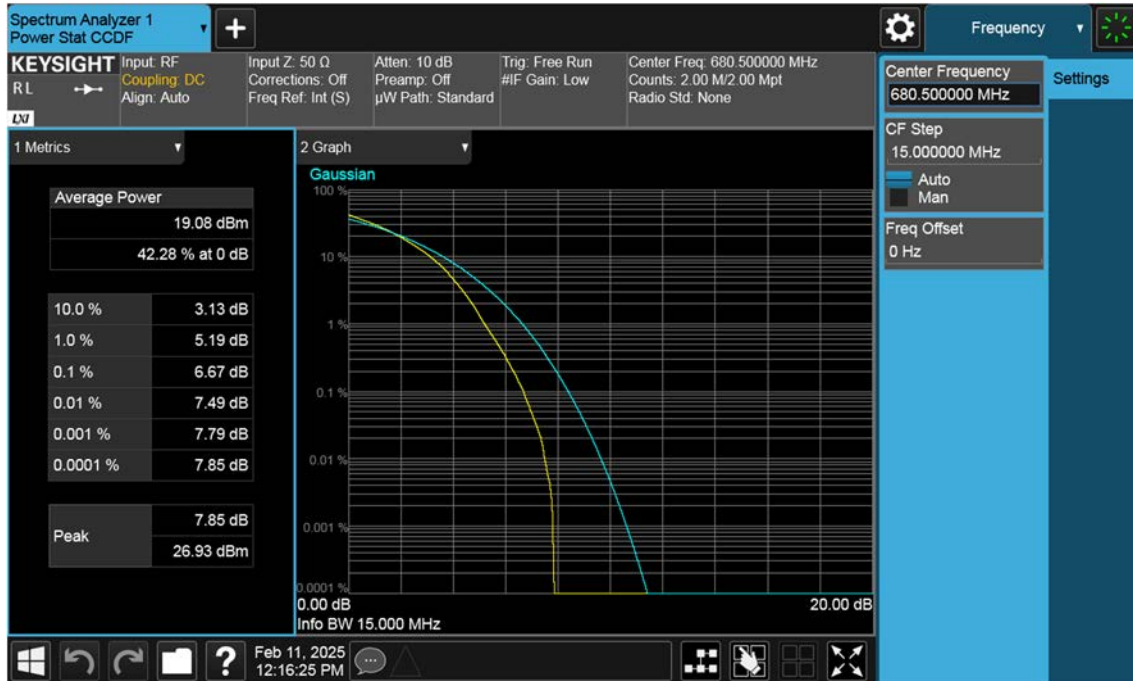 Spectrum Analyzer 1
Power Stat CCDF
+
Frequency
KEYSIGHT
RL
LXI
Input: RF
Coupling: DC
Align: Auto
Input Z: 50 Ω
Corrections: Off
Freq Ref: Int (S)
Atten: 10 dB
Preamp: Off
µW Path: Standard
Trig: Free Run
#IF Gain: Low
Center Freq: 680.500000 MHz
Counts: 2.00 M/2.00 Mpt
Radio Std: None
Center Frequency
680.500000 MHz
Settings
CF Step
15.000000 MHz
Auto
Man
Freq Offset
0 Hz
1 Metrics
Average Power
19.08 dBm
42.28 % at 0 dB
10.0 % 3.13 dB
1.0 % 5.19 dB
0.1 % 6.67 dB
0.01 % 7.49 dB
0.001 % 7.79 dB
0.0001 % 7.85 dB
Peak
7.85 dB
26.93 dBm
2 Graph
Gaussian
100 %
10 %
1 %
0.1 %
0.01 %
0.001 %
0.0001 %
0.00 dB 20.00 dB
Info BW 15.000 MHz
?
Feb 11, 2025
12:16:25 PM